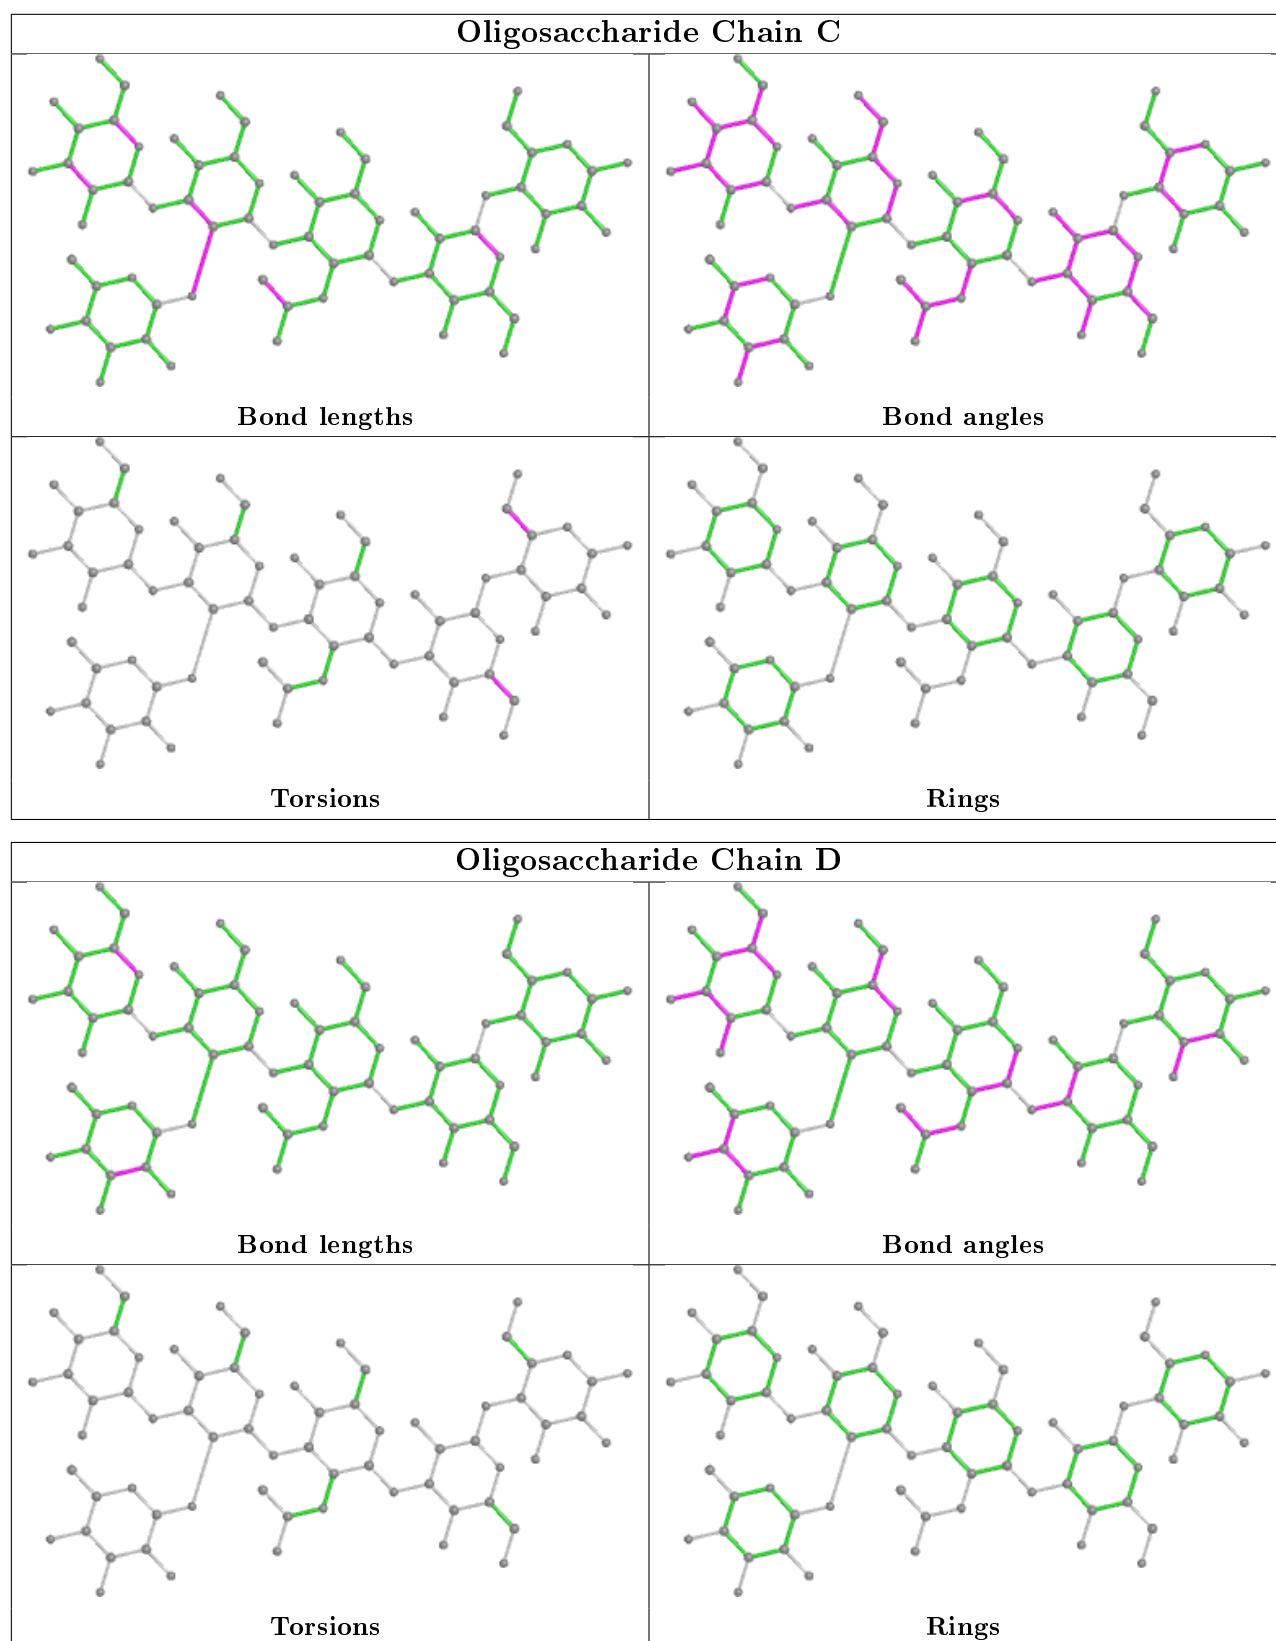 Oligosaccharide Chain C
Bond lengths
Bond angles
Torsions
Rings
Oligosaccharide Chain D
Bond lengths
Bond angles
Torsions
Rings